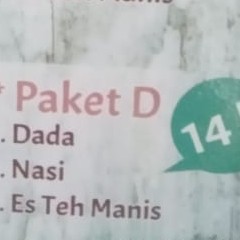 * Paket D
14
. Dada
. Nasi
. Es Teh Manis